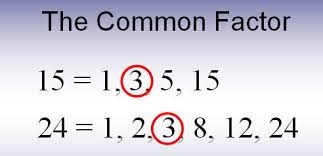 The Common Factor
15 = 1, 3, 5, 15
24 = 1, 2, 3, 8, 12, 24